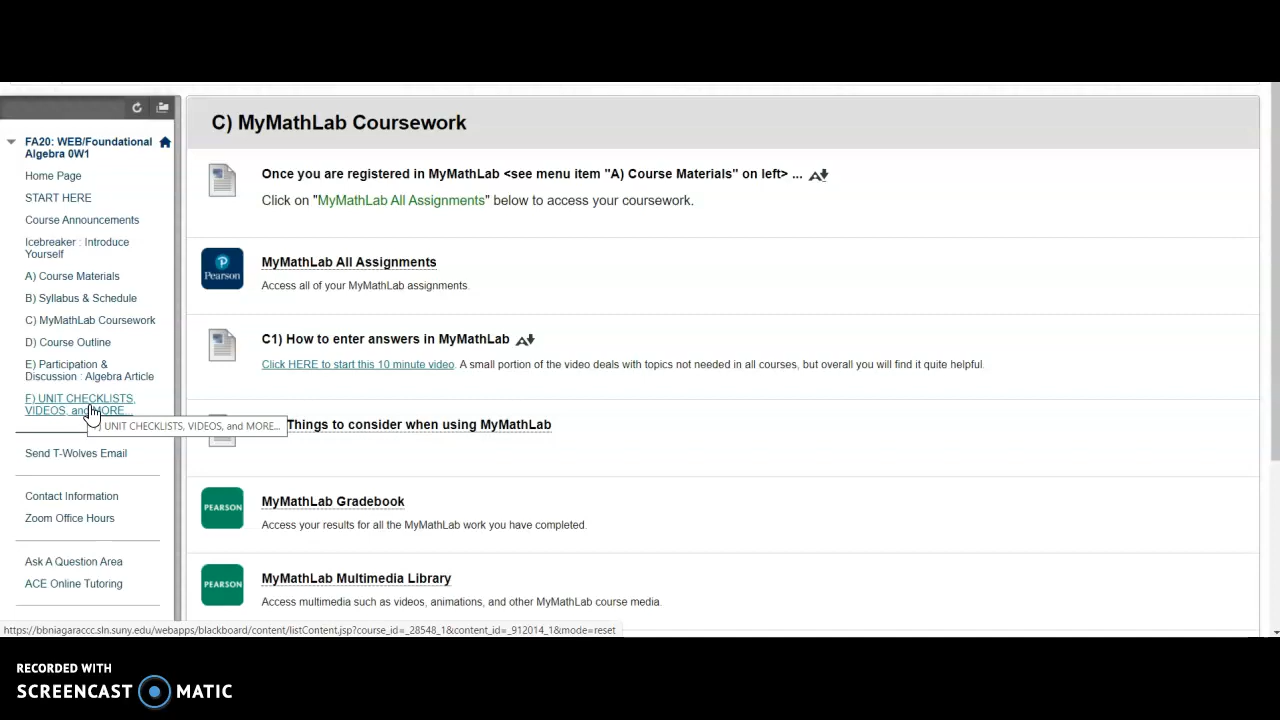 FA20: WEB/Foundational
Algebra 0W1
Home Page
START HERE
Course Announcements
Icebreaker : Introduce
Yourself
A) Course Materials
B) Syllabus & Schedule
C) MyMathLab Coursework
D) Course Outline
E) Participation &
Discussion : Algebra Article
F) UNIT CHECKLISTS,
VIDEOS, and MORE...
UNIT CHECKLISTS, VIDEOS, and MORE...
Send T-Wolves Email
Contact Information
Zoom Office Hours
Ask A Question Area
ACE Online Tutoring
C) MyMathLab Coursework
Once you are registered in MyMathLab <see menu item "A) Course Materials" on left> ...
Click on "MyMathLab All Assignments" below to access your coursework.
Pearson
MyMathLab All Assignments
Access all of your MyMathLab assignments.
C1) How to enter answers in MyMathLab
Click HERE to start this 10 minute video. A small portion of the video deals with topics not needed in all courses, but overall you will find it quite helpful.
Things to consider when using MyMathLab
PEARSON
MyMathLab Gradebook
Access your results for all the MyMathLab work you have completed.
PEARSON
MyMathLab Multimedia Library
Access multimedia such as videos, animations, and other MyMathLab course media.
https://bbniagaraccc.sln.suny.edu/webapps/blackboard/content/listContent.jsp?course_id=_28548_1&content_id=_912014_1&mode=reset
RECORDED WITH
SCREENCAST MATIC